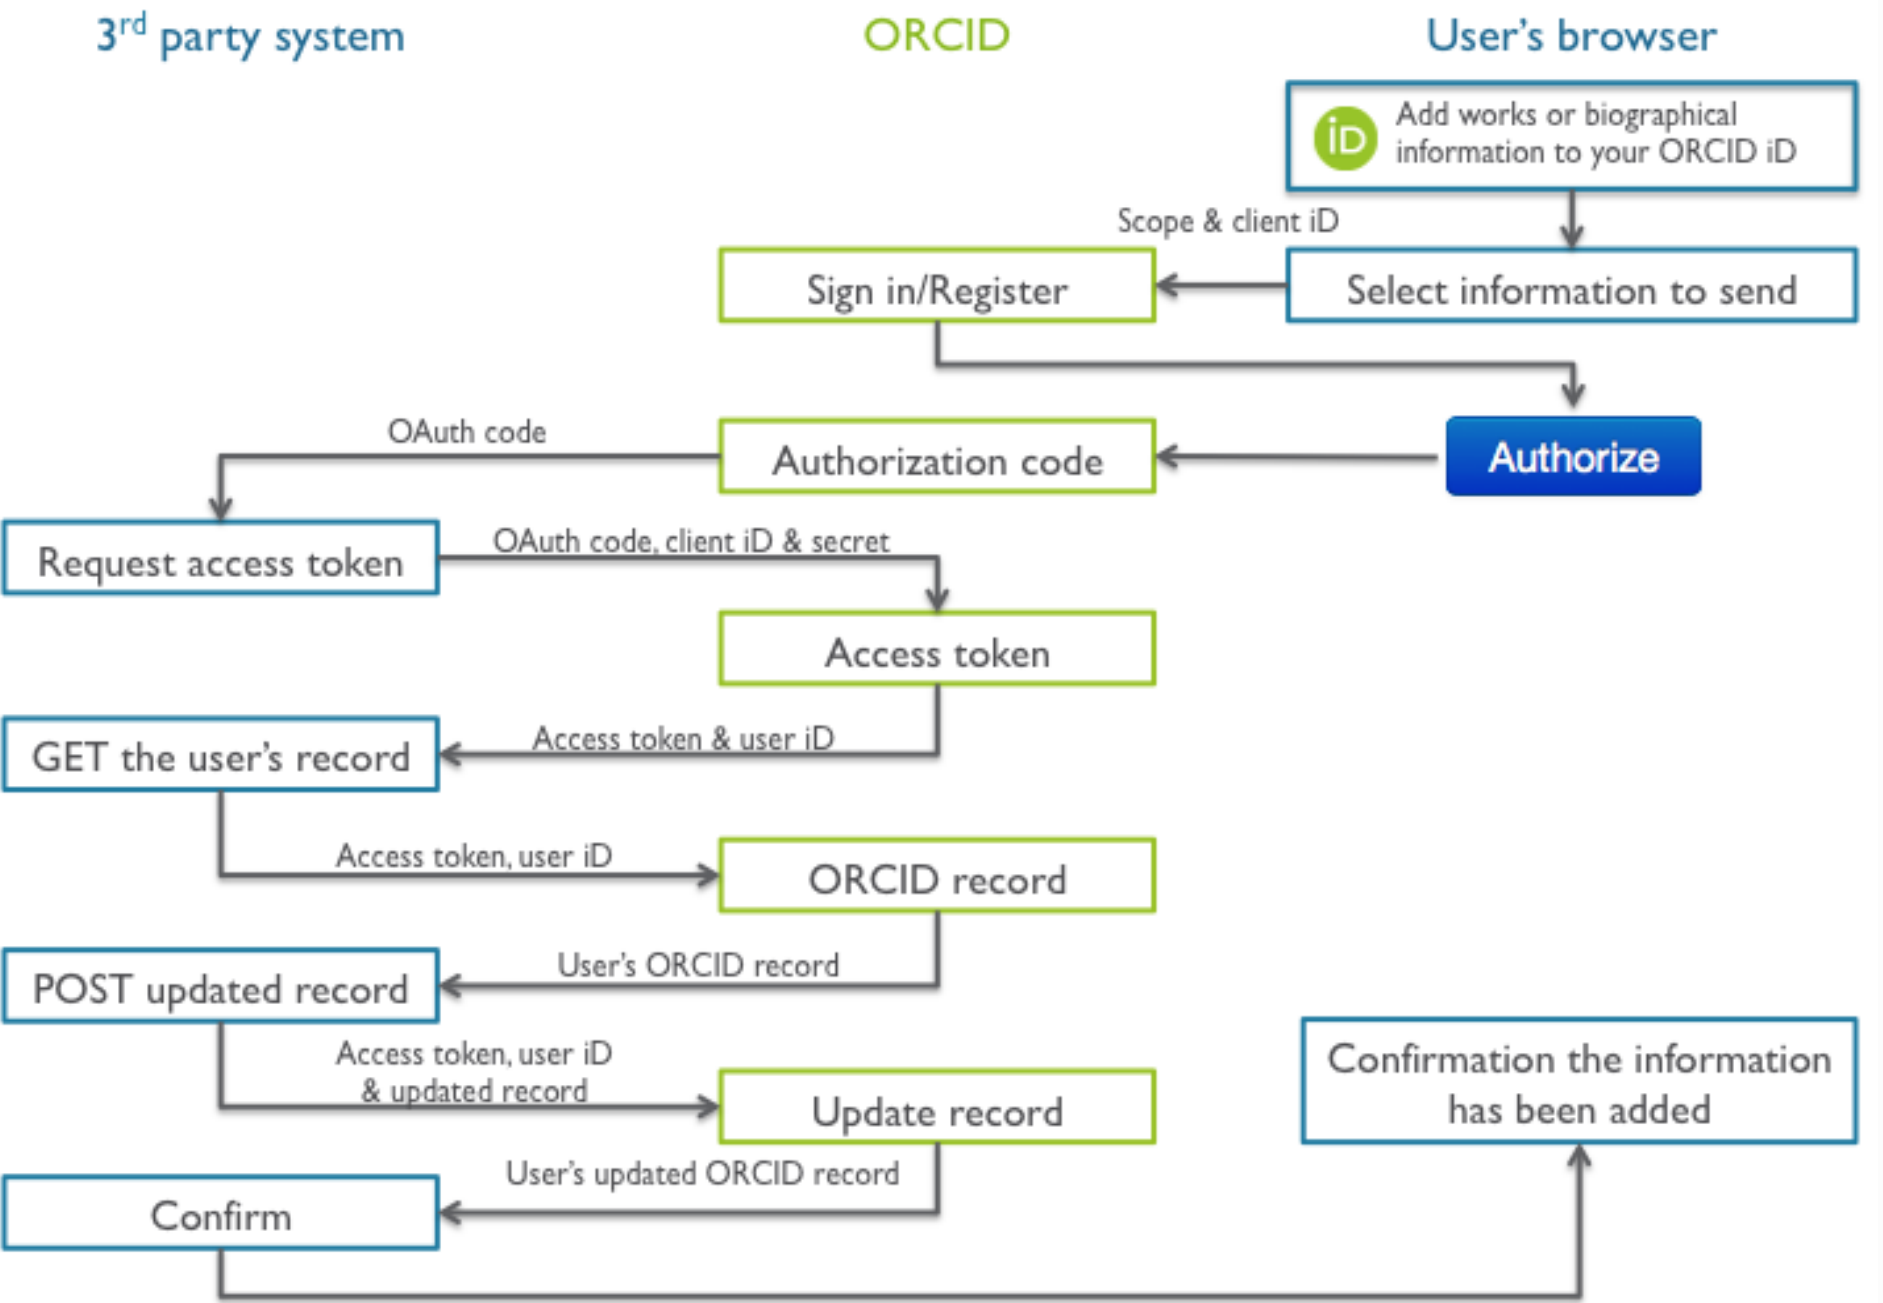 3rd party system
ORCID
User's browser
iD
Add works or biographical
information to your ORCID iD
Scope & client iD
Sign in/Register
Select information to send
OAuth code
Authorization code
Authorize
Request access token
OAuth code, client iD & secret
Access token
GET the user's record
Access token & user iD
Access token, user iD
ORCID record
User's ORCID record
POST updated record
Access token, user iD
& updated record
Update record
Confirmation the information
has been added
User's updated ORCID record
Confirm